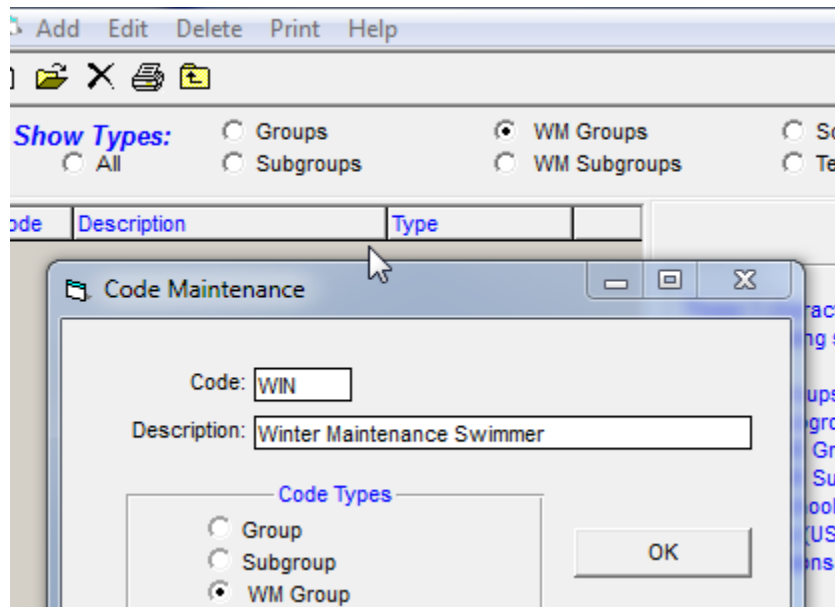 Add Edit Delete Print Help
Show Types: Groups WM Groups
All Subgroups WM Subgroups
Description Type
Code Maintenance
Code: WIN
Description: Winter Maintenance Swimmer
Code Types
Group
Subgroup
OK
WM Group